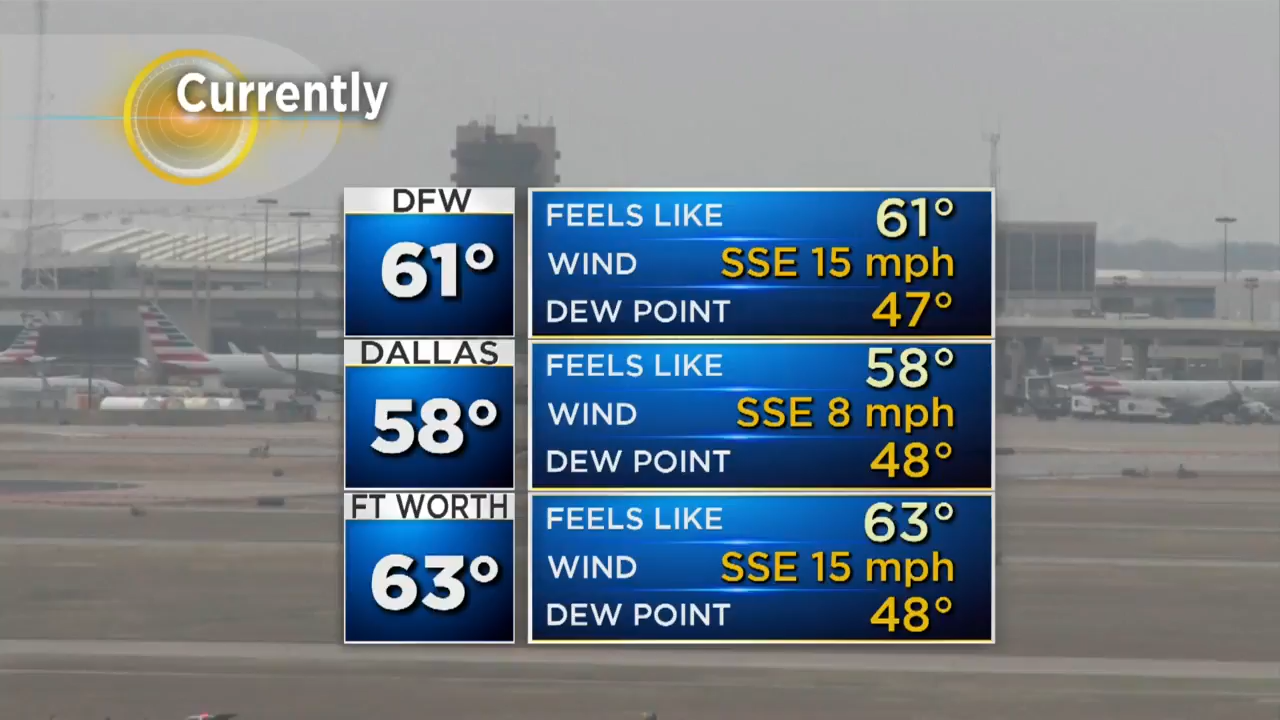 Currently
DFW
61°
FEELS LIKE 61°
WIND SSE 15 mph
DEW POINT 47°
DALLAS
58°
FEELS LIKE 58°
WIND SSE 8 mph
DEW POINT 48°
FT WORTH
63°
FEELS LIKE 63°
WIND SSE 15 mph
DEW POINT 48°